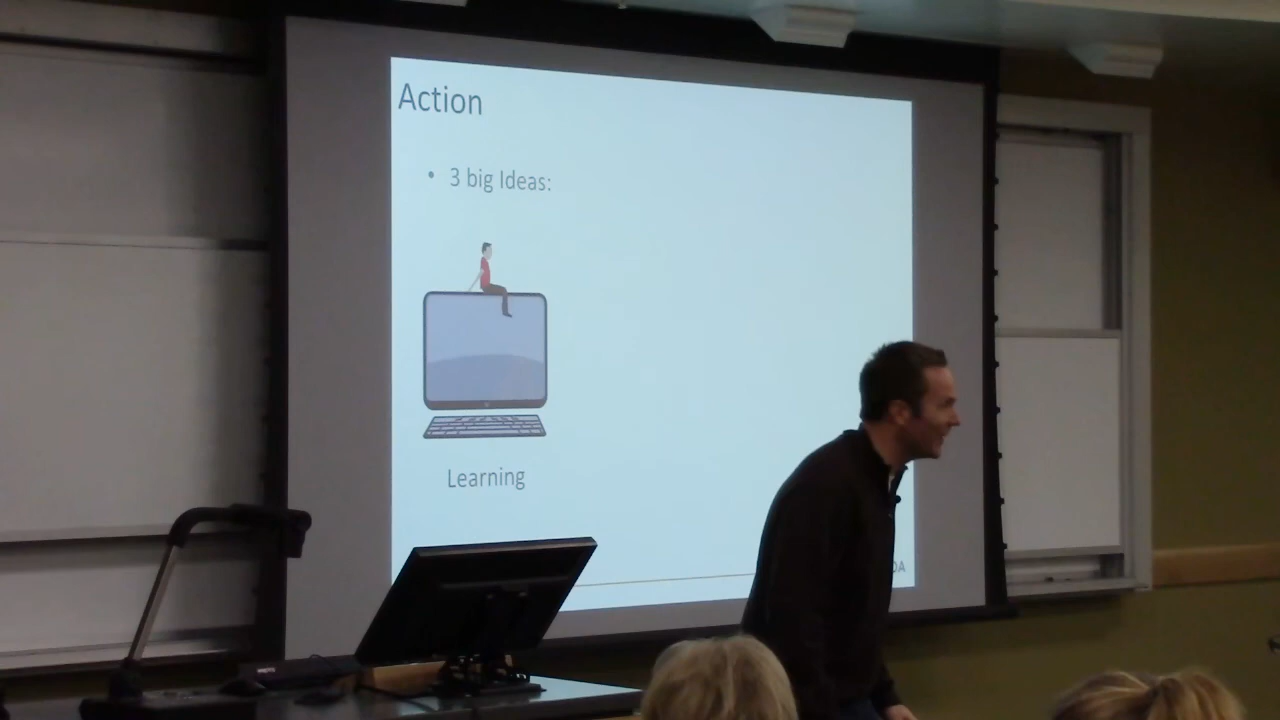 Action
• 3 big Ideas:
Learning